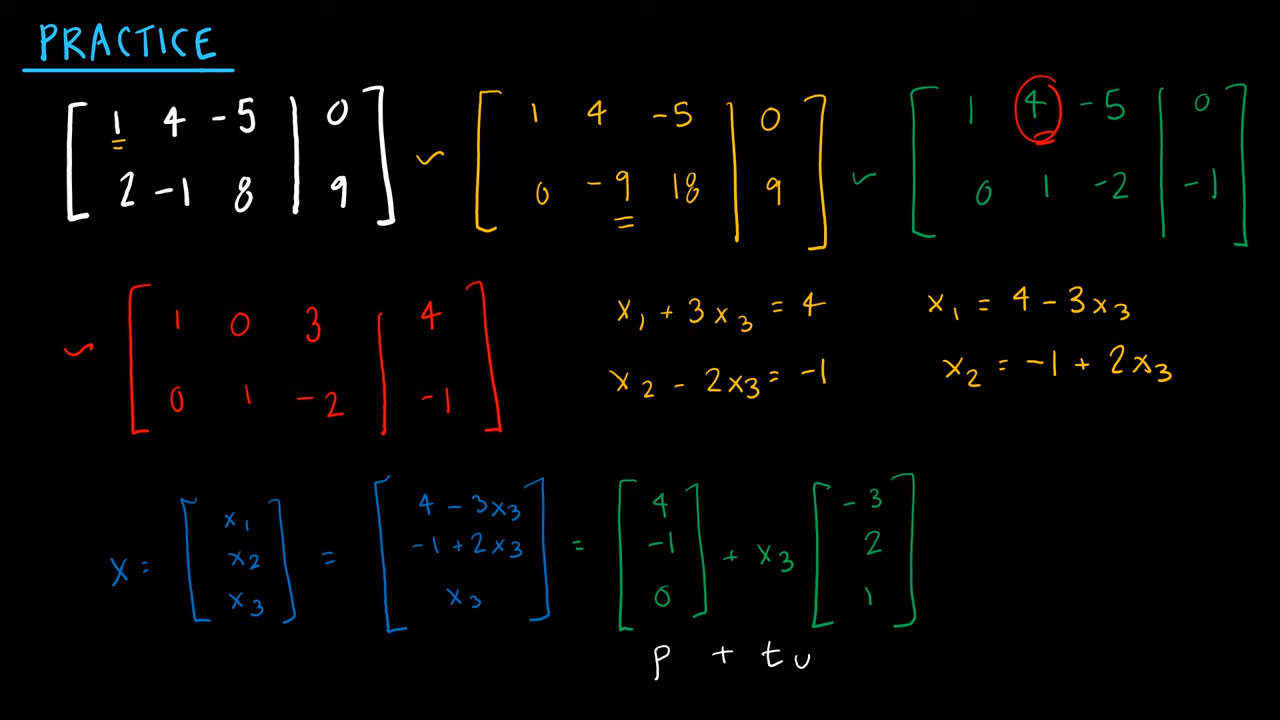 PRACTICE
[ 1 4 -5 | 0 ] ~ [ 1 4 -5 | 0 ] ~ [ 1 4 -5 | 0 ]
[ 2 -1 8 | 9 ] [ 0 -9 18 | 9 ] [ 0 1 -2 | -1 ]
~ [ 1 0 3 | 4 ] x₁ + 3x₃ = 4 x₁ = 4 - 3x₃
[ 0 1 -2 | -1 ] x₂ - 2x₃ = -1 x₂ = -1 + 2x₃
[ x₁ ] [ 4 - 3x₃ ] [ 4 ] [ -3 ]
x = [ x₂ ] = [ -1 + 2x₃ ] = [ -1 ] + x₃ [ 2 ]
[ x₃ ] [ x₃ ] [ 0 ] [ 1 ]
p + tv